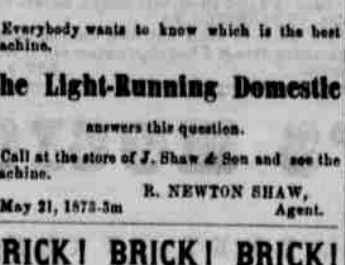 Everybody wants to know which is the best
achine.
he Light-Running Domestic
answers this question.
Call at the store of J. Shaw & Son and see the
achine.
R. NEWTON SHAW,
May 21, 1873-3m Agent.
BRICK! BRICK! BRICK!